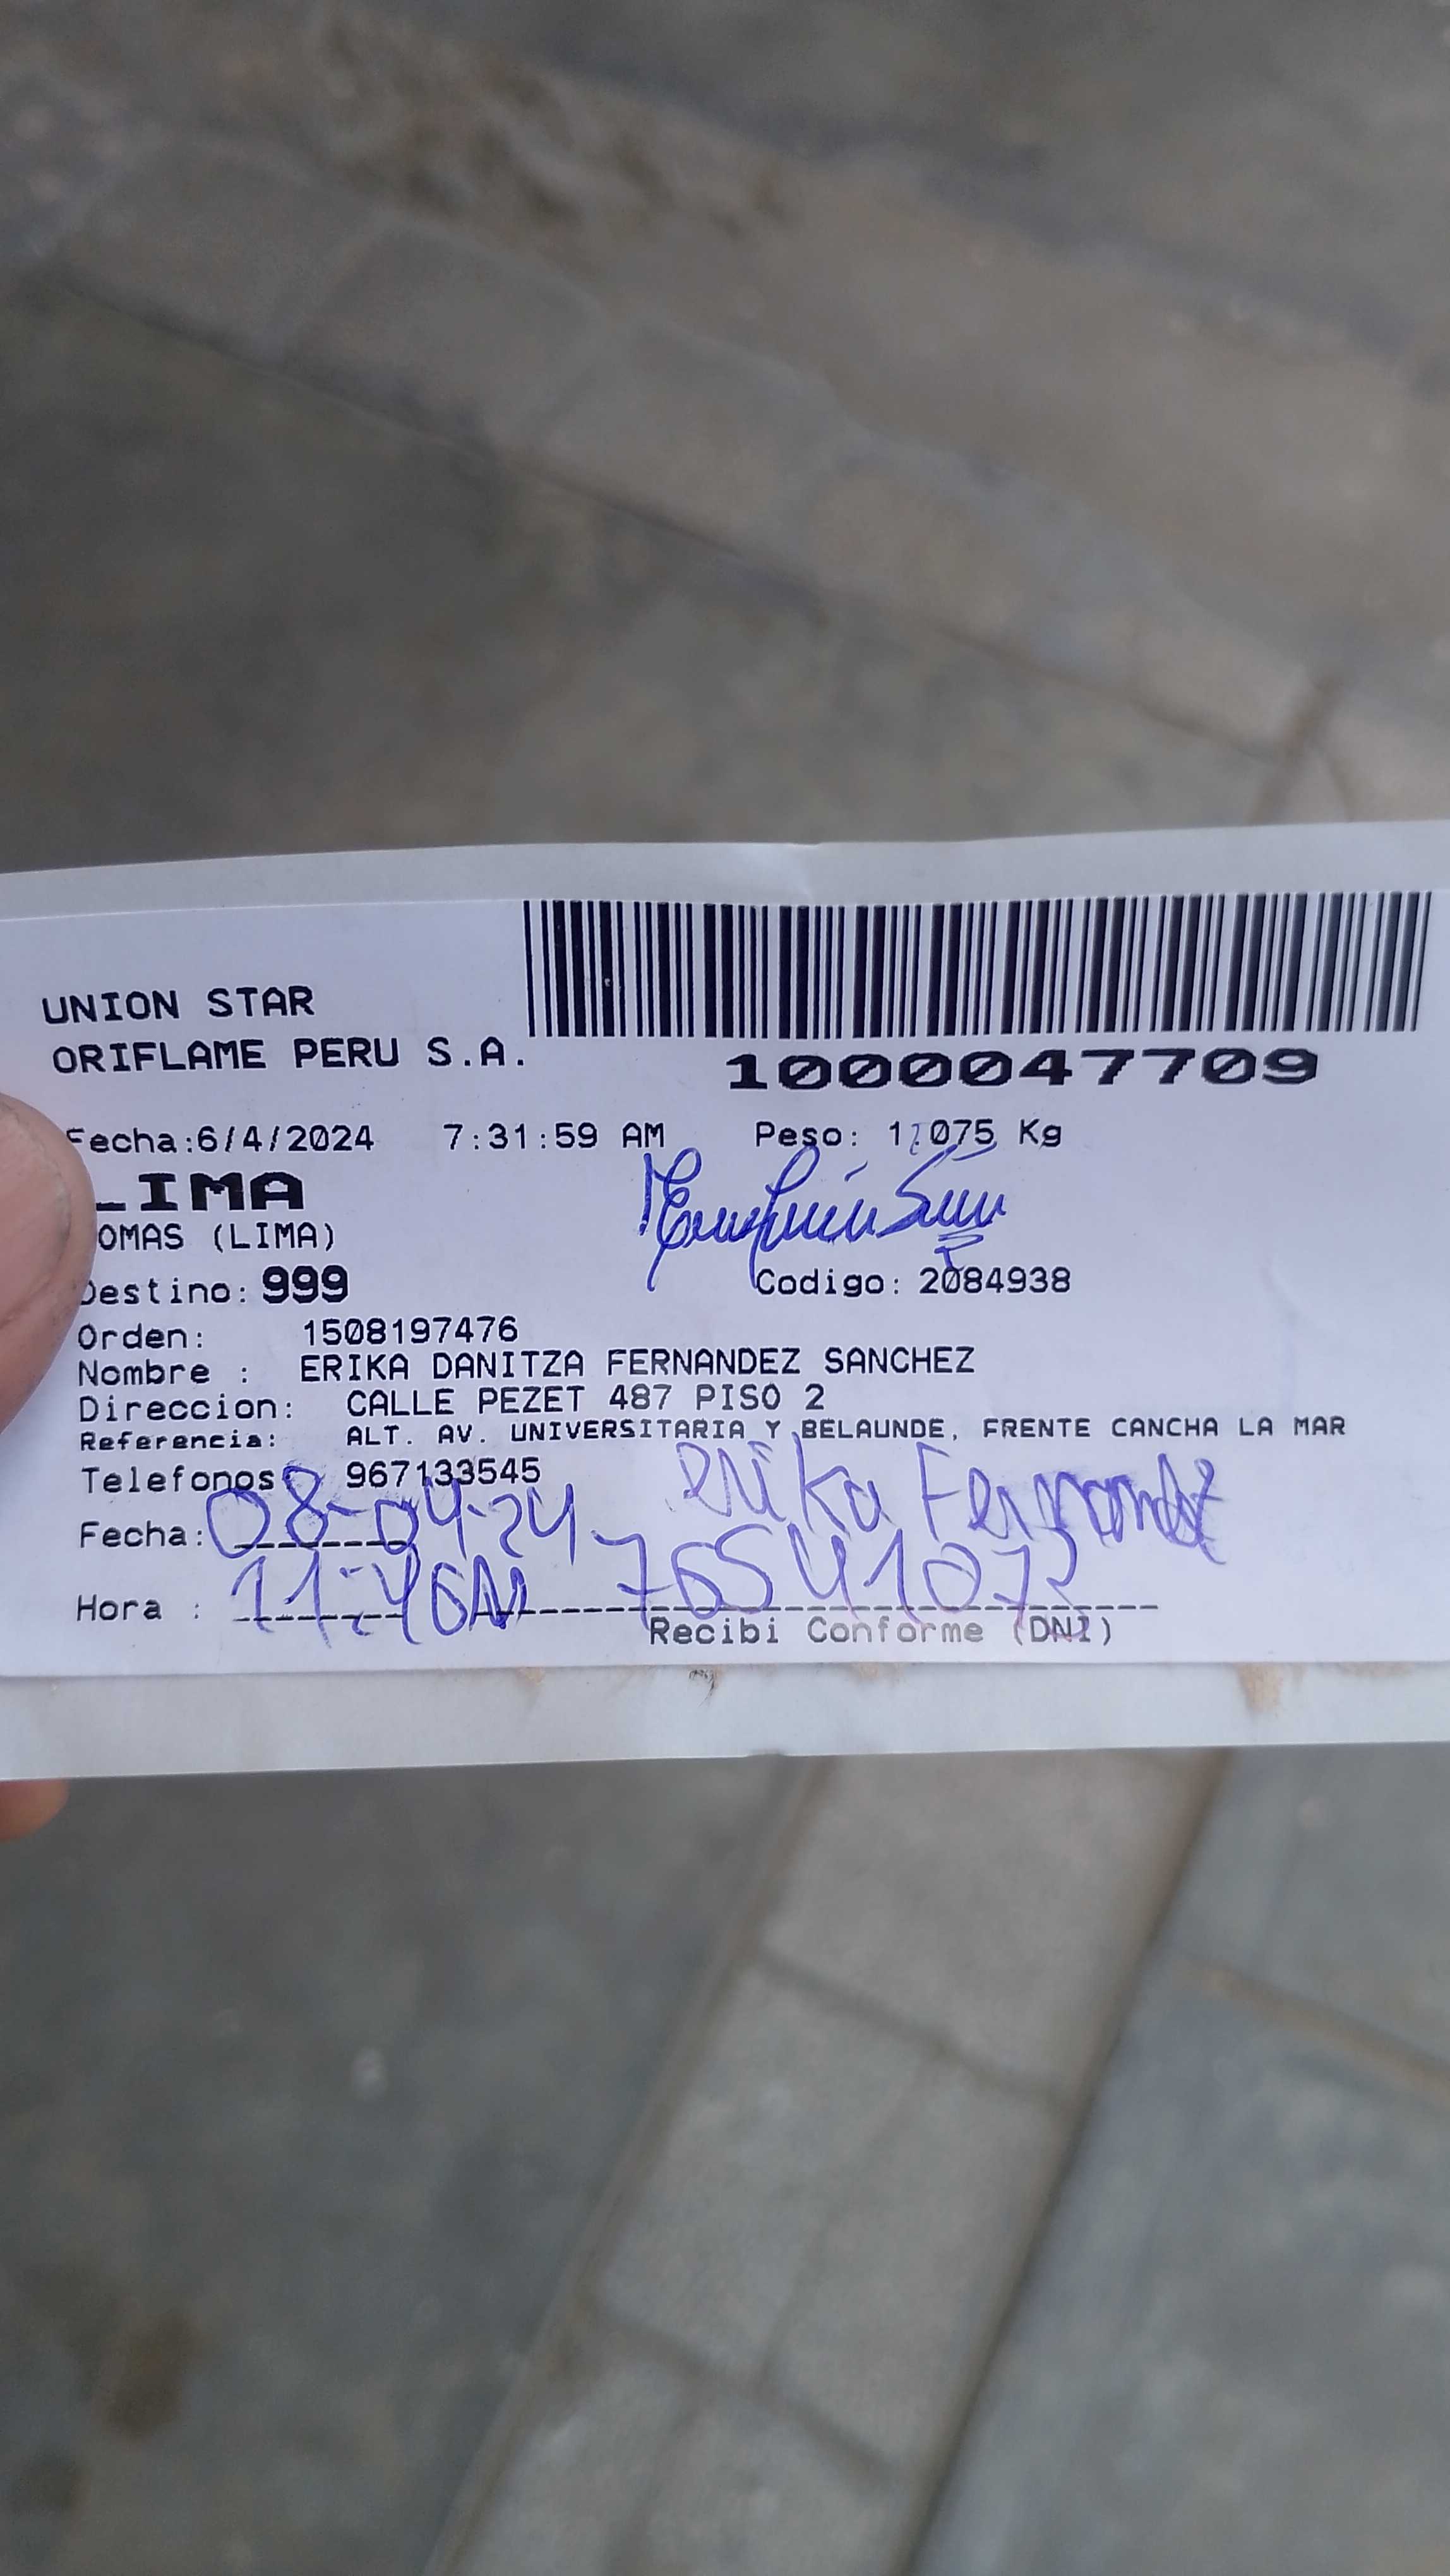 UNION STAR
ORIFLAME PERU S.A.
1000047709
Fecha:6/4/2024 7:31:59 AM Peso: 1,075 Kg
LIMA
OMAS (LIMA)
Destino: 999 Codigo: 2084938
Orden: 1508197476
Nombre : ERIKA DANITZA FERNANDEZ SANCHEZ
Direccion: CALLE PEZET 487 PISO 2
Referencia: ALT. AV. UNIVERSITARIA Y BELAUNDE, FRENTE CANCHA LA MAR
Telefonos: 967133545 erika Fernandez
Fecha: 08-04-24
Hora : 11:46AM 76541073
Recibi Conforme (DNI)